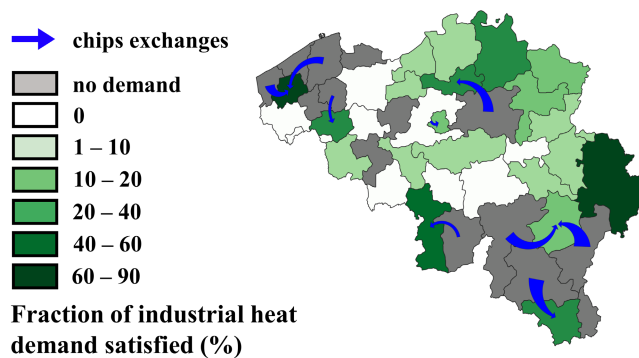 chips exchanges
no demand
0
1 – 10
10 – 20
20 – 40
40 – 60
60 – 90
Fraction of industrial heat
demand satisfied (%)